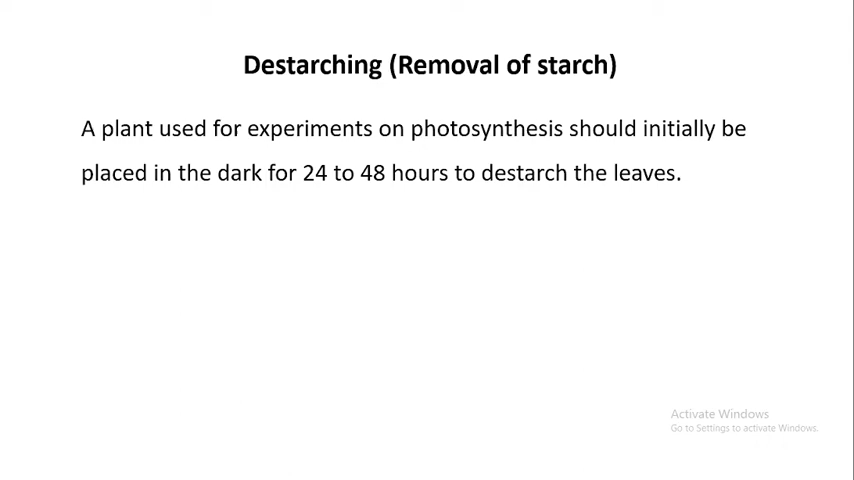 Destarching (Removal of starch)
A plant used for experiments on photosynthesis should initially be
placed in the dark for 24 to 48 hours to destarch the leaves.
Activate Windows
Go to Settings to activate Windows.